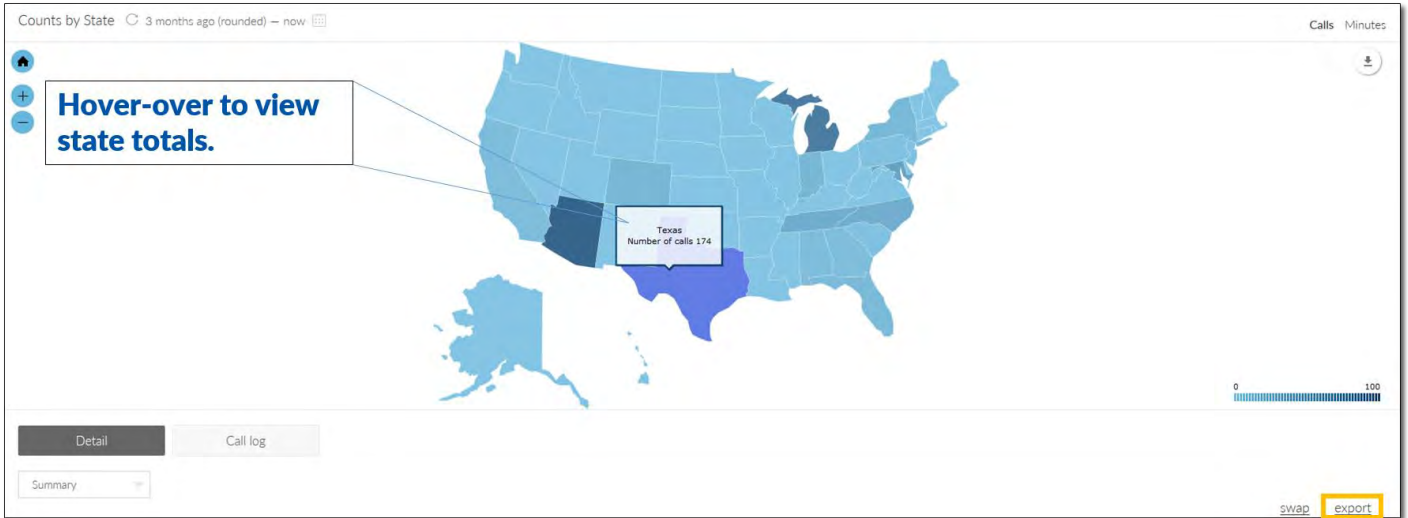 Counts by State 3 months ago (rounded) — now
Calls Minutes
Hover-over to view
state totals.
Texas
Number of calls 174
0 100
Detail Call log
Summary
swap export